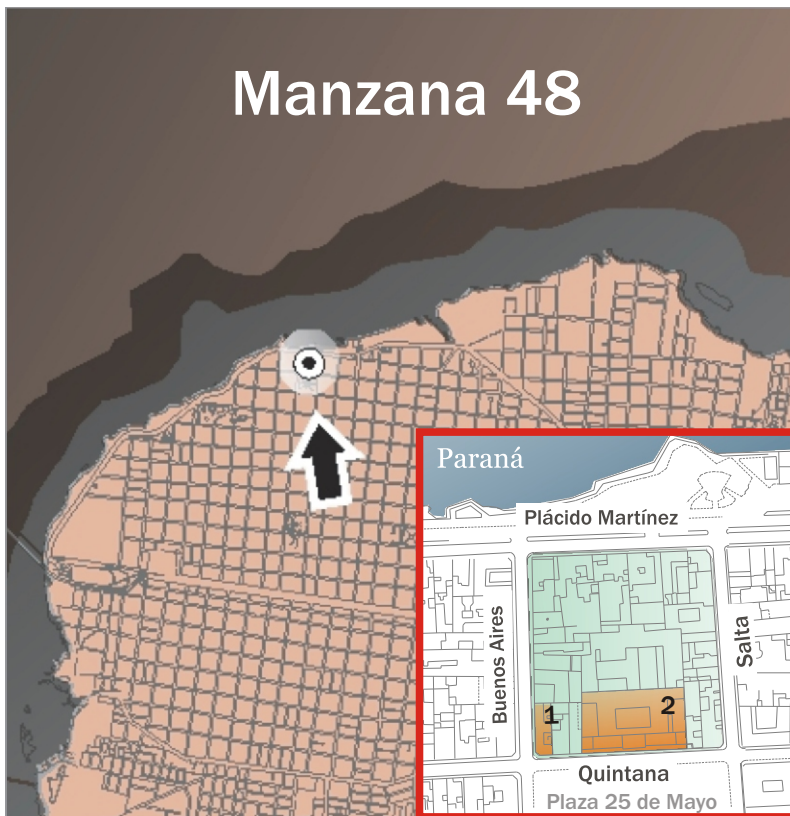 Manzana 48
Paraná
Plácido Martínez
Buenos Aires
Salta
1
2
Quintana
Plaza 25 de Mayo